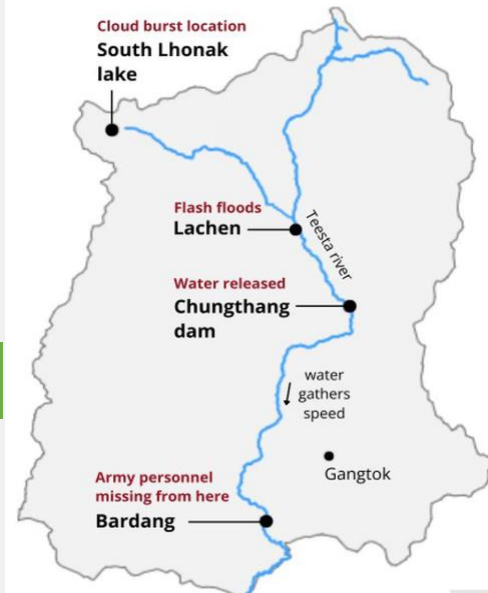 Cloud burst location
South Lhonak
lake
Flash floods
Lachen
Teesta river
Water released
Chungthang
dam
water
gathers
speed
Gangtok
Army personnel
missing from here
Bardang